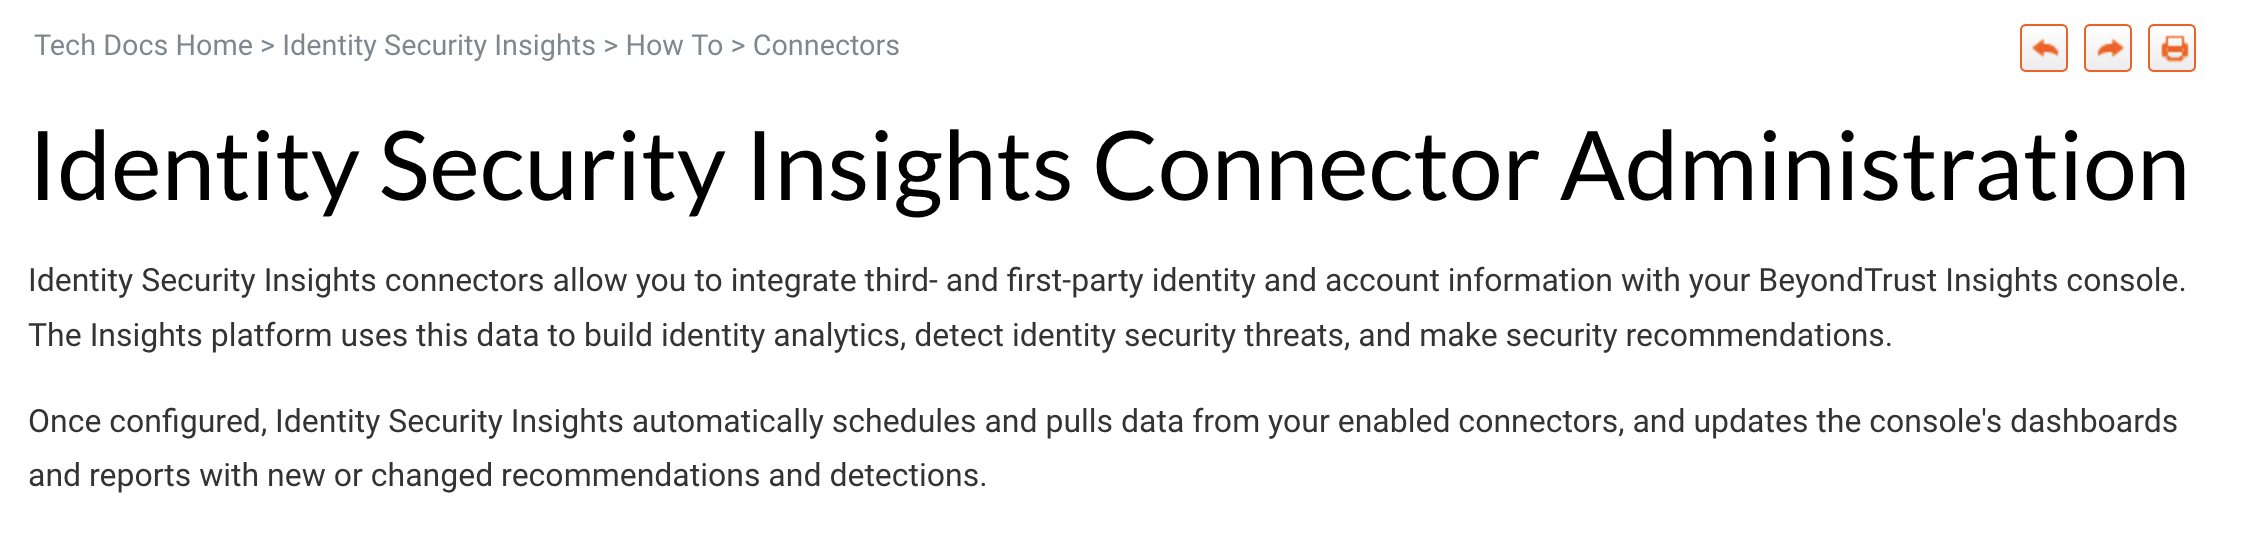 Tech Docs Home > Identity Security Insights > How To > Connectors
Identity Security Insights Connector Administration
Identity Security Insights connectors allow you to integrate third- and first-party identity and account information with your BeyondTrust Insights console.
The Insights platform uses this data to build identity analytics, detect identity security threats, and make security recommendations.
Once configured, Identity Security Insights automatically schedules and pulls data from your enabled connectors, and updates the console's dashboards
and reports with new or changed recommendations and detections.